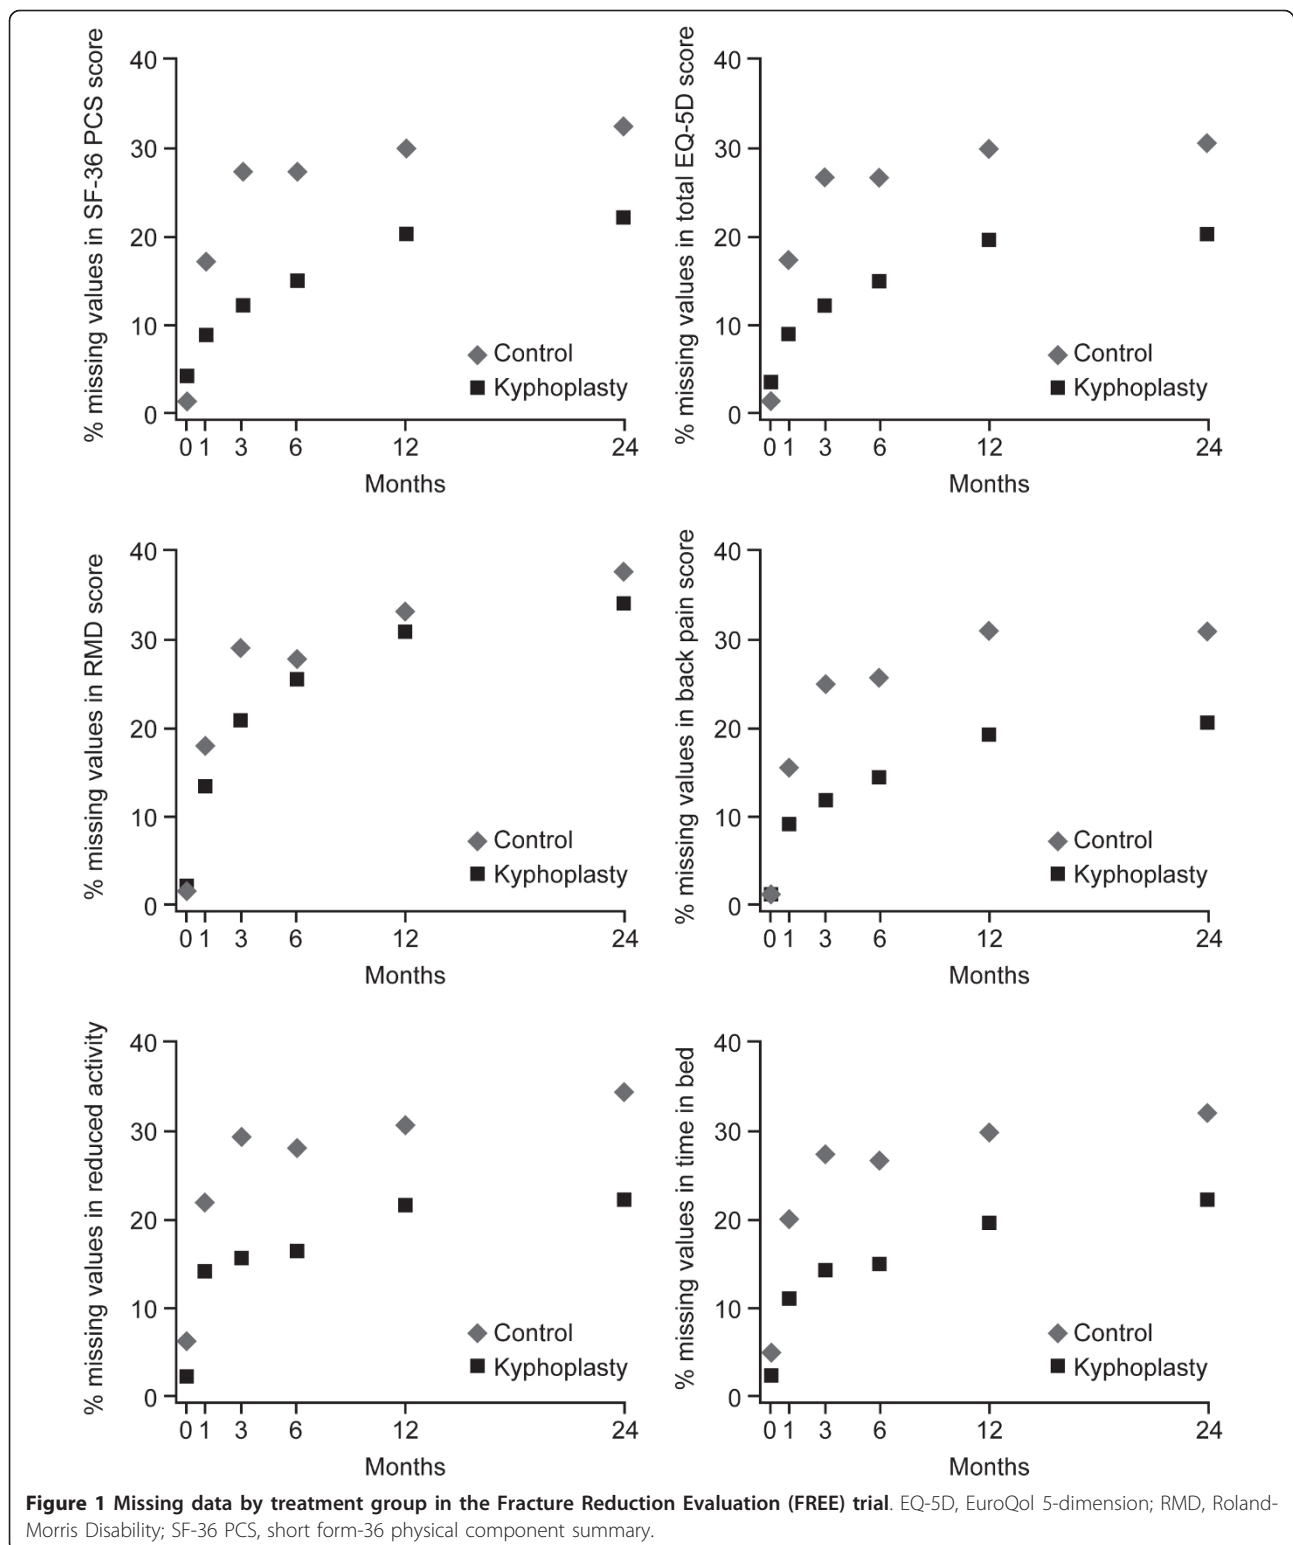 % missing values in SF-36 PCS score
40
30
20
10
0
Control
Kyphoplasty
0 1 3 6 12 24
Months
% missing values in total EQ-5D score
40
30
20
10
0
Control
Kyphoplasty
0 1 3 6 12 24
Months
% missing values in RMD score
40
30
20
10
0
Control
Kyphoplasty
0 1 3 6 12 24
Months
% missing values in back pain score
40
30
20
10
0
Control
Kyphoplasty
0 1 3 6 12 24
Months
% missing values in reduced activity
40
30
20
10
0
Control
Kyphoplasty
0 1 3 6 12 24
Months
% missing values in time in bed
40
30
20
10
0
Control
Kyphoplasty
0 1 3 6 12 24
Months
Figure 1 Missing data by treatment group in the Fracture Reduction Evaluation (FREE) trial. EQ-5D, EuroQol 5-dimension; RMD, Roland-
Morris Disability; SF-36 PCS, short form-36 physical component summary.